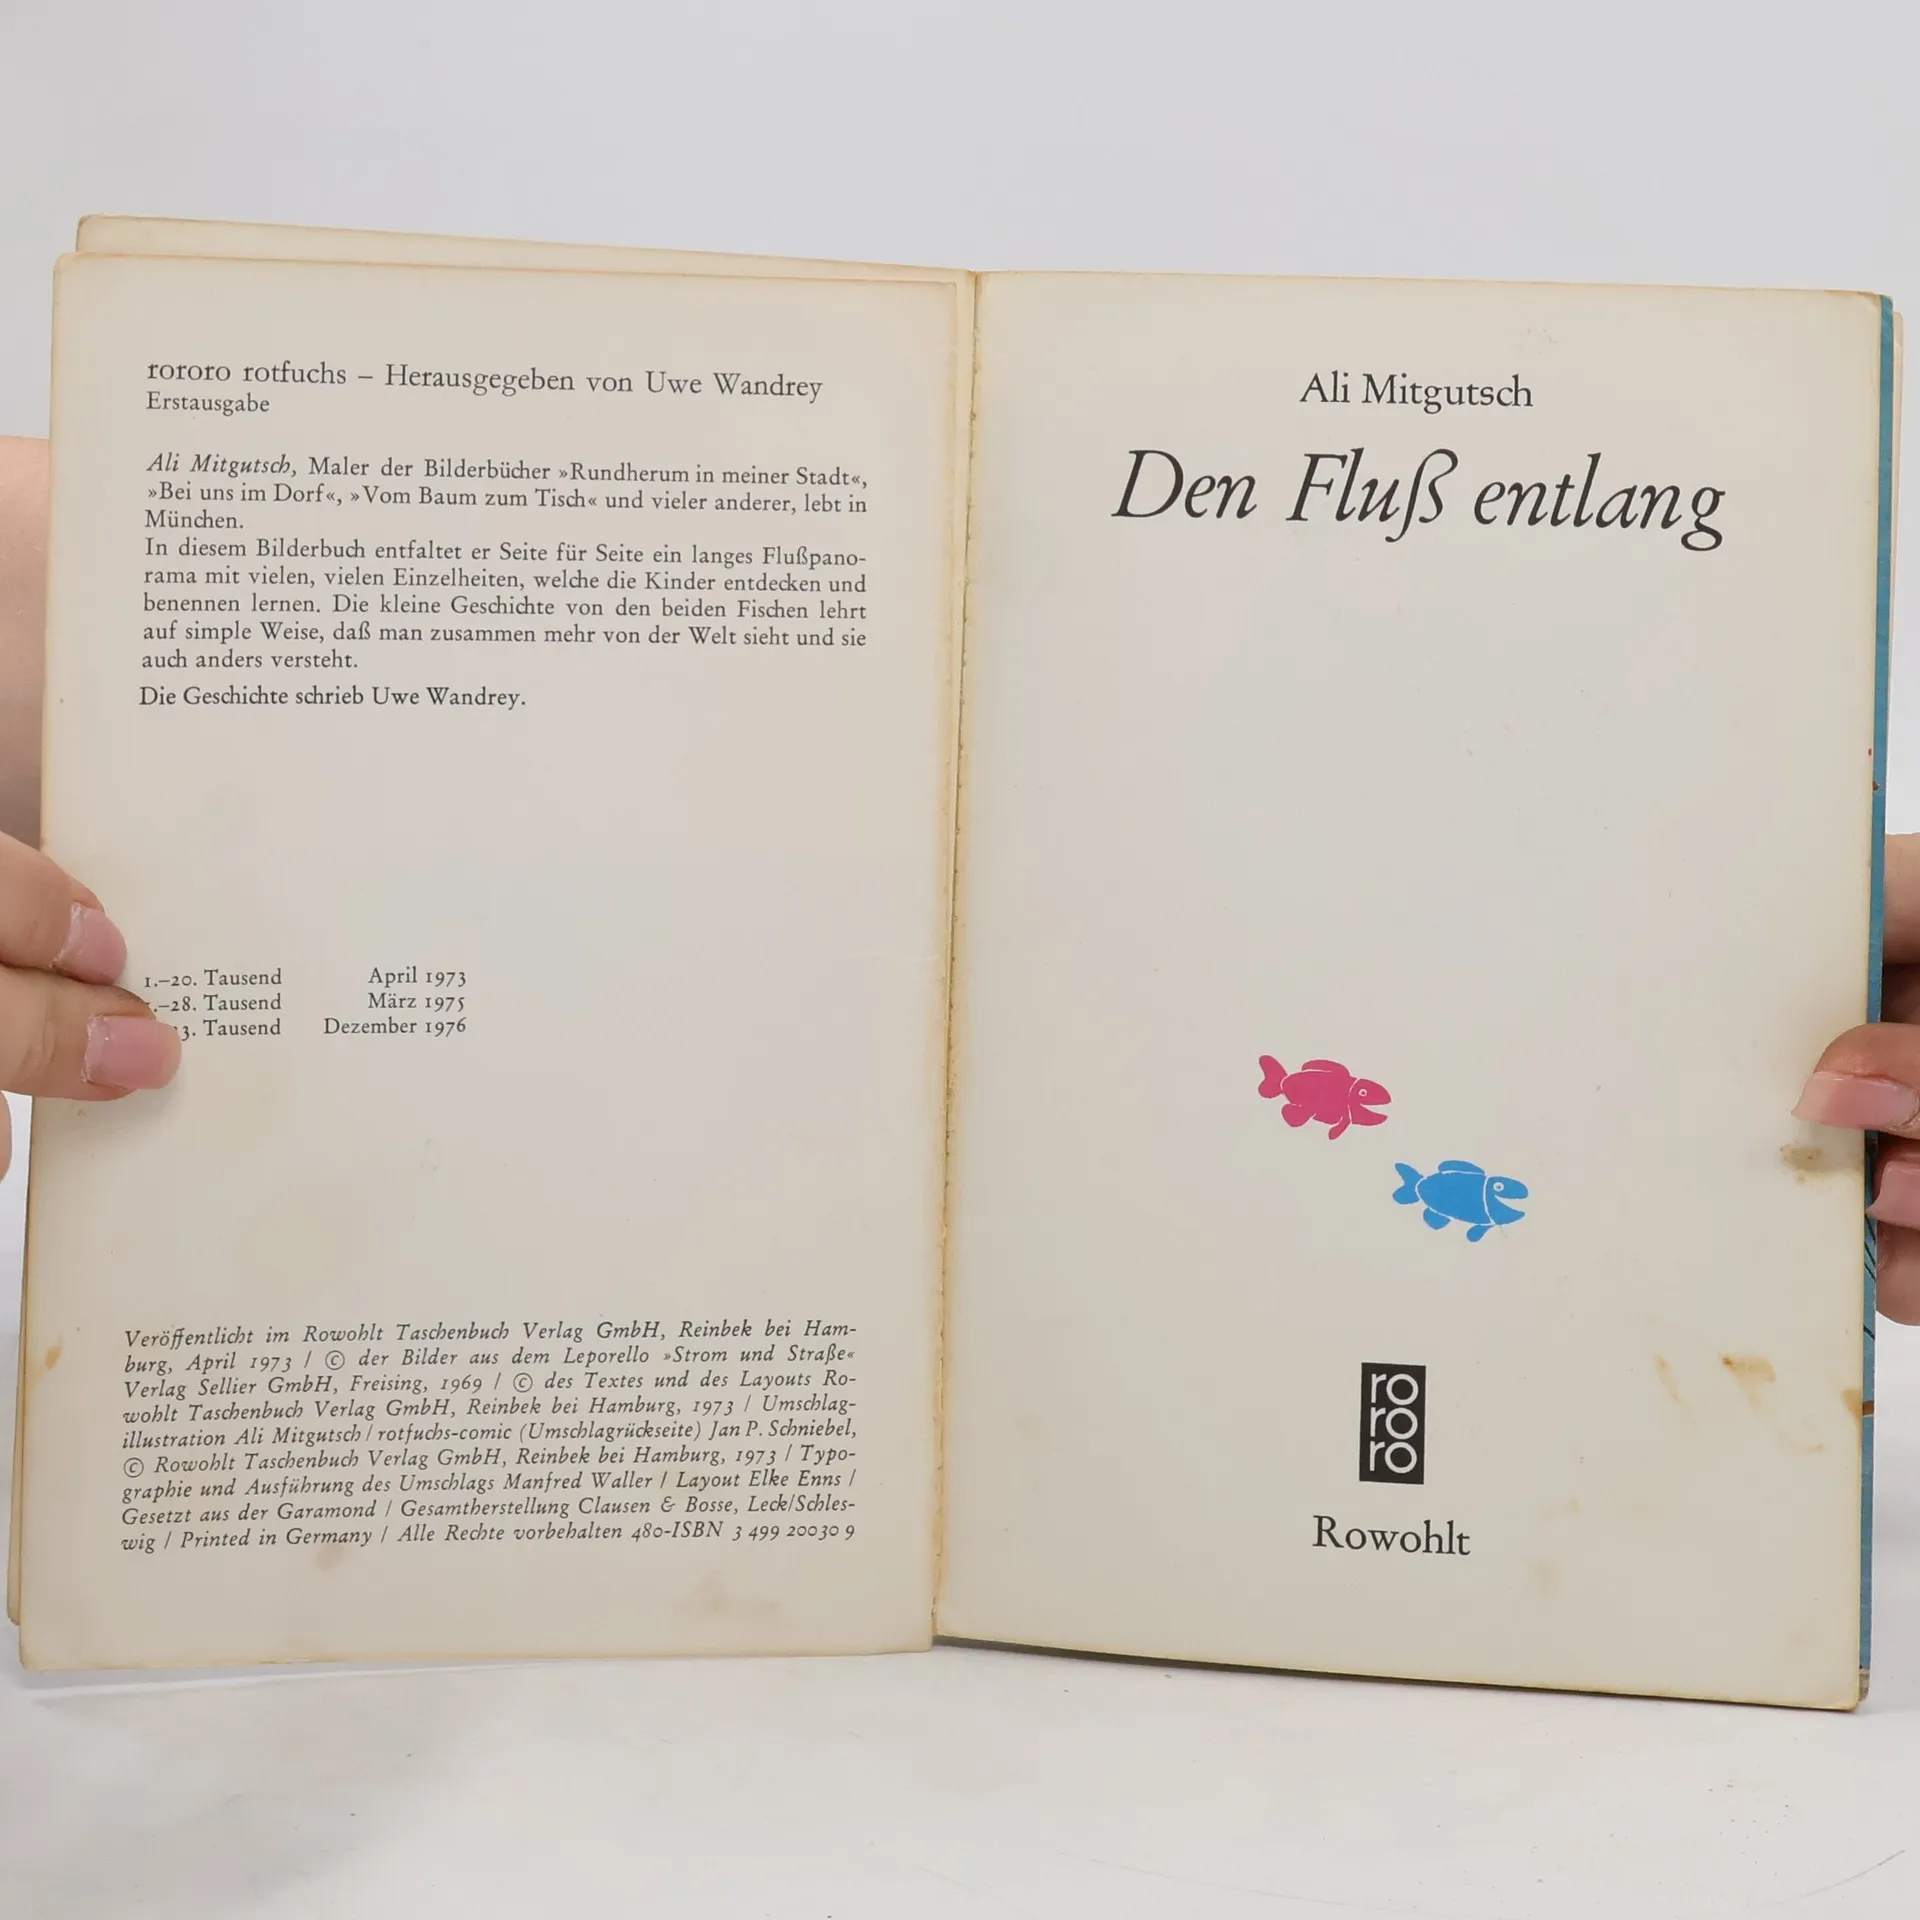 rororo rotfuchs – Herausgegeben von Uwe Wandrey
Erstausgabe
Ali Mitgutsch, Maler der Bilderbücher »Rundherum in meiner Stadt«,
»Bei uns im Dorf«, »Vom Baum zum Tisch« und vieler anderer, lebt in
München.
In diesem Bilderbuch entfaltet er Seite für Seite ein langes Flußpano-
rama mit vielen, vielen Einzelheiten, welche die Kinder entdecken und
benennen lernen. Die kleine Geschichte von den beiden Fischen lehrt
auf simple Weise, daß man zusammen mehr von der Welt sieht und sie
auch anders versteht.
Die Geschichte schrieb Uwe Wandrey.
1.–20. Tausend April 1973
.–28. Tausend März 1975
3. Tausend Dezember 1976
Veröffentlicht im Rowohlt Taschenbuch Verlag GmbH, Reinbek bei Ham-
burg, April 1973 / © der Bilder aus dem Leporello »Strom und Straße«
Verlag Sellier GmbH, Freising, 1969 / © des Textes und des Layouts Ro-
wohlt Taschenbuch Verlag GmbH, Reinbek bei Hamburg, 1973 / Umschlag-
illustration Ali Mitgutsch / rotfuchs-comic (Umschlagrückseite) Jan P. Schniebel,
© Rowohlt Taschenbuch Verlag GmbH, Reinbek bei Hamburg, 1973 / Typo-
graphie und Ausführung des Umschlags Manfred Waller / Layout Elke Enns /
Gesetzt aus der Garamond / Gesamtherstellung Clausen & Bosse, Leck/Schles-
wig / Printed in Germany / Alle Rechte vorbehalten 480-ISBN 3 499 20030 9
Ali Mitgutsch
Den Fluß entlang
ro
ro
ro
Rowohlt